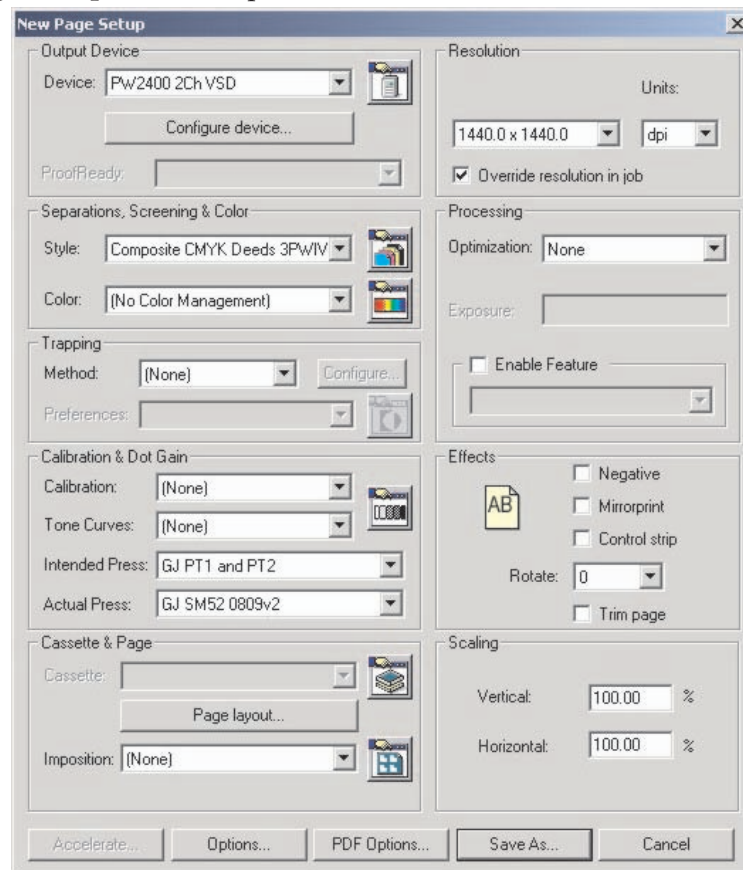 New Page Setup
Output Device
Device: PW2400 2Ch VSD
Configure device...
ProofReady:
Separations, Screening & Color
Style: Composite CMYK Deeds 3PWIV
Color: (No Color Management)
Trapping
Method: (None) Configure...
Preferences:
Calibration & Dot Gain
Calibration: (None)
Tone Curves: (None)
Intended Press: GJ PT1 and PT2
Actual Press: GJ SM52 0809v2
Cassette & Page
Cassette:
Page layout...
Imposition: (None)
Resolution
Units:
1440.0 x 1440.0 dpi
Override resolution in job
Processing
Optimization: None
Exposure:
Enable Feature
Effects
AB
Negative
Mirrorprint
Control strip
Rotate: 0
Trim page
Scaling
Vertical: 100.00 %
Horizontal: 100.00 %
Accelerate... Options... PDF Options... Save As... Cancel